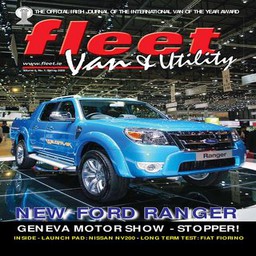 THE OFFICIAL IRISH JOURNAL OF THE INTERNATIONAL VAN OF THE YEAR AWARD
fleet
Van & Utility
www.fleet.ie
Ranger
NEW FORD RANGER
GENEVA MOTOR SHOW - STOPPER!
INSIDE - LAUNCH PAD: NISSAN NV200 - LONG TERM TEST: FIAT FIORINO